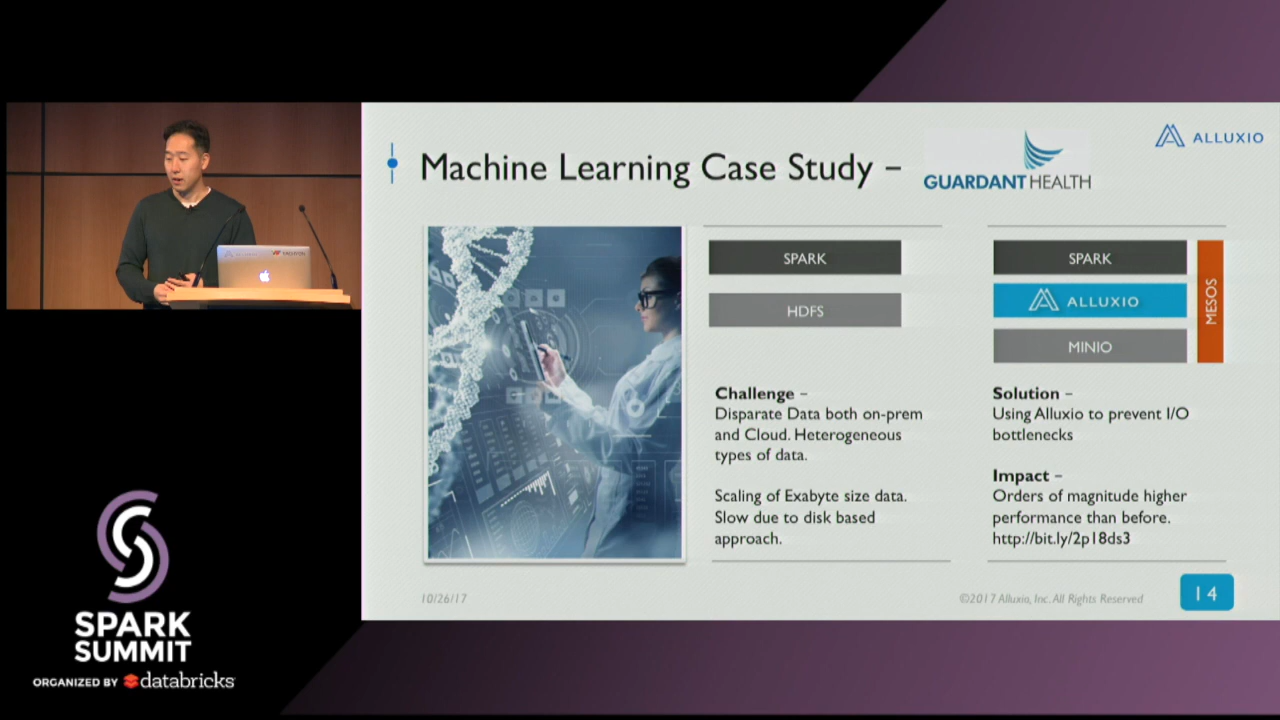 Machine Learning Case Study –
GUARDANT HEALTH
ALLUXIO
SPARK
HDFS
Challenge –
Disparate Data both on-prem
and Cloud. Heterogeneous
types of data.
Scaling of Exabyte size data.
Slow due to disk based
approach.
SPARK
ALLUXIO
MINIO
MESOS
Solution –
Using Alluxio to prevent I/O
bottlenecks
Impact –
Orders of magnitude higher
performance than before.
http://bit.ly/2p18ds3
10/26/17
©2017 Alluxio, Inc. All Rights Reserved
14
SPARK
SUMMIT
ORGANIZED BY databricks